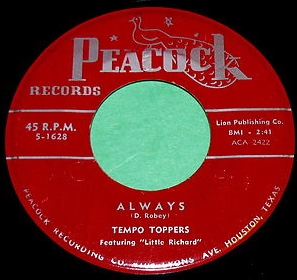 PEACOCK
RECORDS
45 R.P.M.
5-1628
Lion Publishing Co.
BMI - 2:41
ACA 2422
ALWAYS
(D. Robey)
TEMPO TOPPERS
Featuring "Little Richard"
PEACOCK RECORDING CO. LYONS AVE, HOUSTON, TEXAS